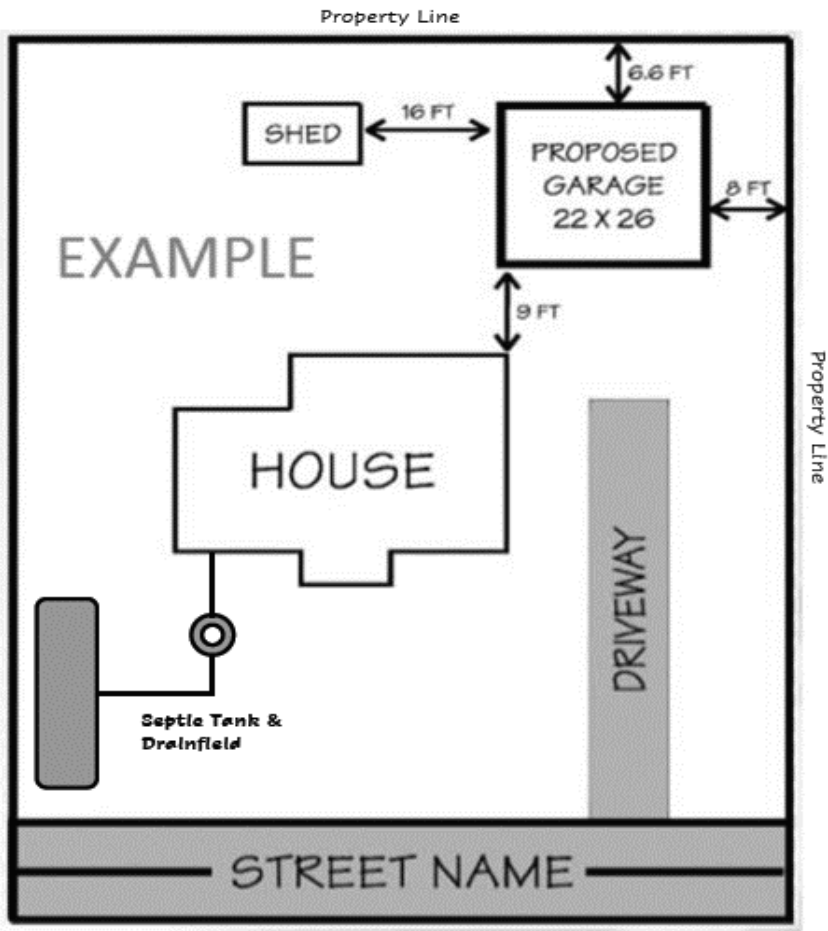 Property Line
6.6 FT
16 FT
SHED
PROPOSED
GARAGE
22 X 26
8 FT
EXAMPLE
9 FT
Property Line
HOUSE
DRIVEWAY
Septic Tank &
Drainfield
STREET NAME